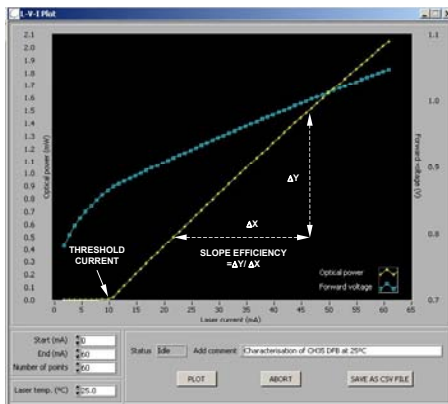 L-V-I Plot
2.1
2.0
1.9
1.8
1.7
1.6
1.5
1.4
1.3
1.2
1.1
1.0
0.9
0.8
0.7
0.6
0.5
0.4
0.3
0.2
0.1
0.0
Optical power (mW)
1.1
1.0
0.9
0.8
0.7
Forward voltage (V)
ΔY
ΔX
THRESHOLD
CURRENT
SLOPE EFFICIENCY
=ΔY/ ΔX
Optical power
Forward voltage
0 5 10 15 20 25 30 35 40 45 50 55 60 65
Laser current (mA)
Start (mA) 0
End (mA) 60
Number of points 60
Laser temp. (ºC) 25.0
Status Idle Add comment Characterisation of CH35 DFB at 25ºC
PLOT ABORT SAVE AS CSV FILE